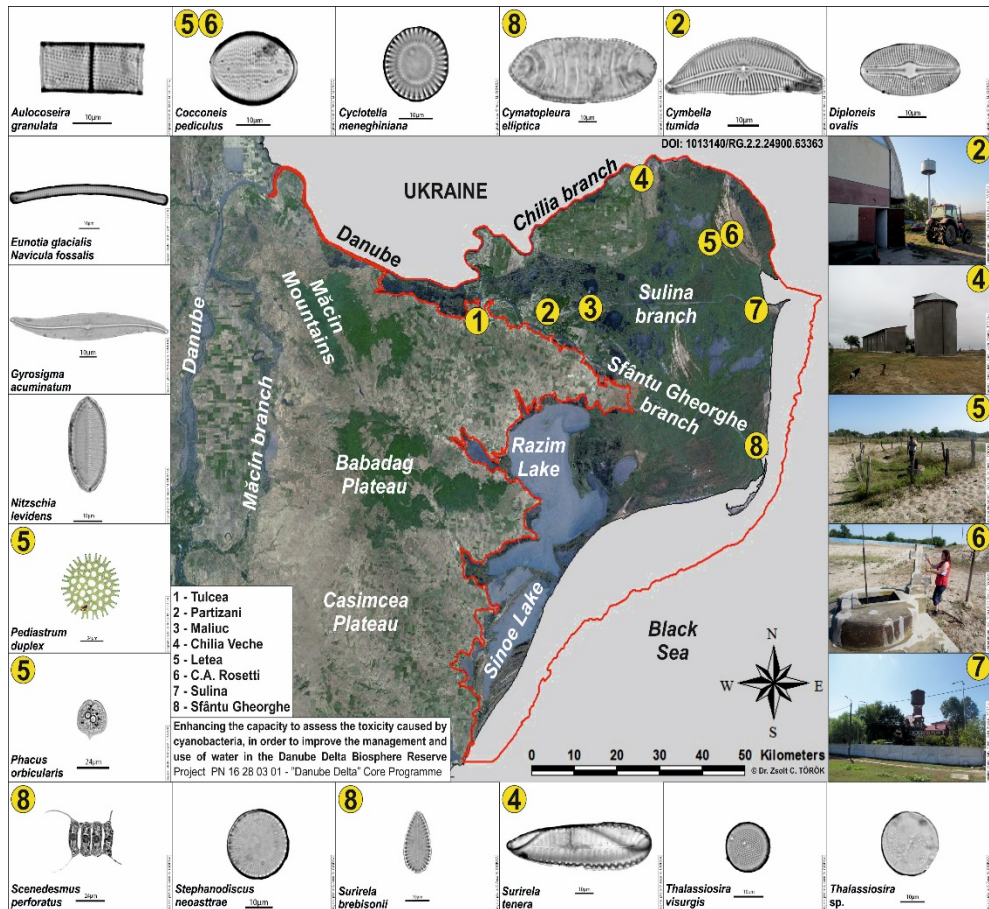 5 6
8
2
Aulocoseira
granulata
10µm
Cocconeis
pediculus
10µm
Cyclotella
meneghiniana
10µm
Cymatopleura
elliptica
10µm
Cymbella
tumida
10µm
Diploneis
ovalis
10µm
DOI: 1013140/RG.2.2.24900.63363
Eunotia glacialis
Navicula fossalis
Gyrosigma
acuminatum
10µm
Nitzschia
levidens
10µm
5
Pediastrum
duplex
5
Phacus
orbicularis
24µm
UKRAINE
Chilia branch
Danube
Danube
Măcin
Mountains
Măcin branch
Sulina
branch
Sfântu Gheorghe
branch
Razim
Lake
Babadag
Plateau
Casimcea
Plateau
Sinoe Lake
Black
Sea
1
2
3
4
5
6
7
8
N
W E
S
1 - Tulcea
2 - Partizani
3 - Maliuc
4 - Chilia Veche
5 - Letea
6 - C.A. Rosetti
7 - Sulina
8 - Sfântu Gheorghe
Enhancing the capacity to assess the toxicity caused by
cyanobacteria, in order to improve the management and
use of water in the Danube Delta Biosphere Reserve
Project PN 16 28 03 01 - "Danube Delta" Core Programme
0 10 20 30 40 50 Kilometers
© Dr. Zsolt C. TÖRÖK
2
4
5
6
7
8
Scenedesmus
perforatus
24µm
Stephanodiscus
neoasttrae
10µm
8
Surirela
brebisonii
10µm
4
Surirela
tenera
10µm
Thalassiosira
visurgis
10µm
Thalassiosira
sp.
10µm